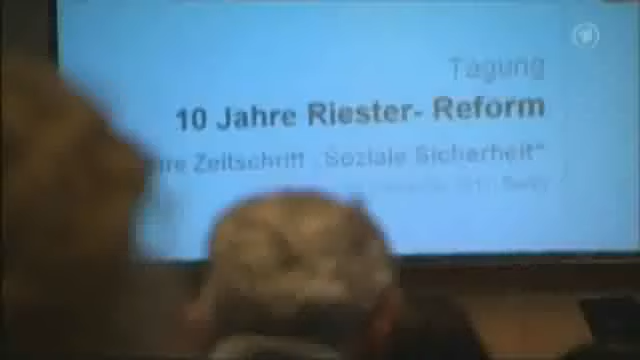 Tagung
10 Jahre Riester- Reform
Zeitschrift „Soziale Sicherheit"